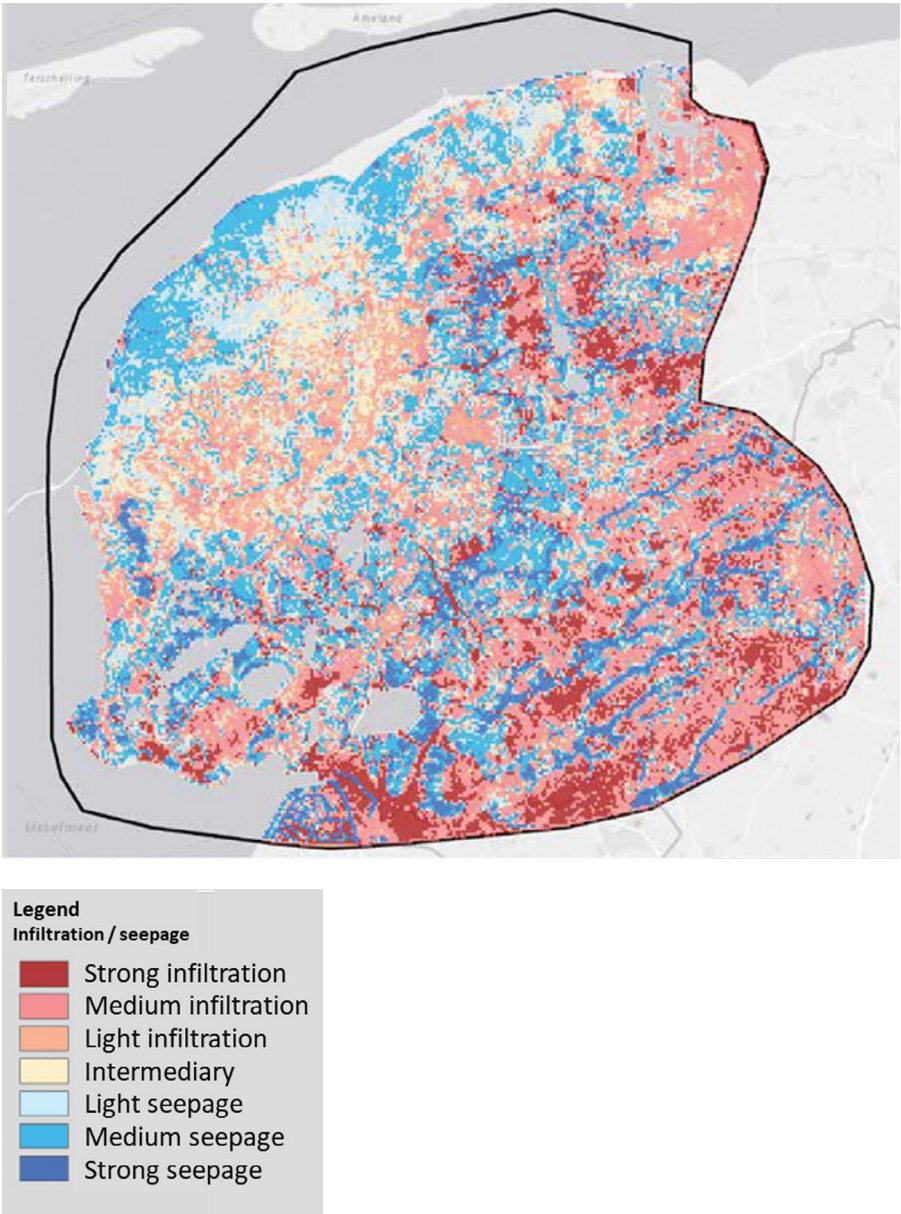 Ameland
Terschelling
IJsselmeer
Legend
Infiltration / seepage
Strong infiltration
Medium infiltration
Light infiltration
Intermediary
Light seepage
Medium seepage
Strong seepage